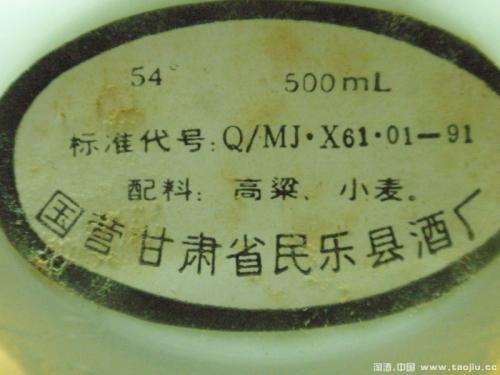 54° 500mL
标准代号:Q/MJ·X61·01-91
配料:高粱、小麦。
国营甘肃省民乐县酒厂
淘酒.中国 www.taojiu.cc